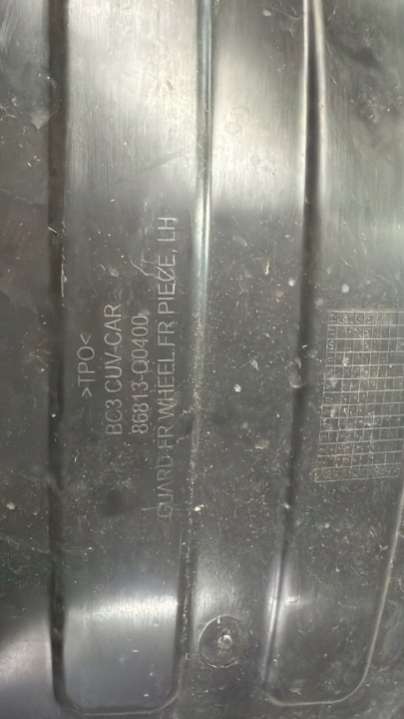 >TPO<
BC3 CUV-CAR
86813-Q0400
GUARD-FR WHEEL FR PIECE, LH